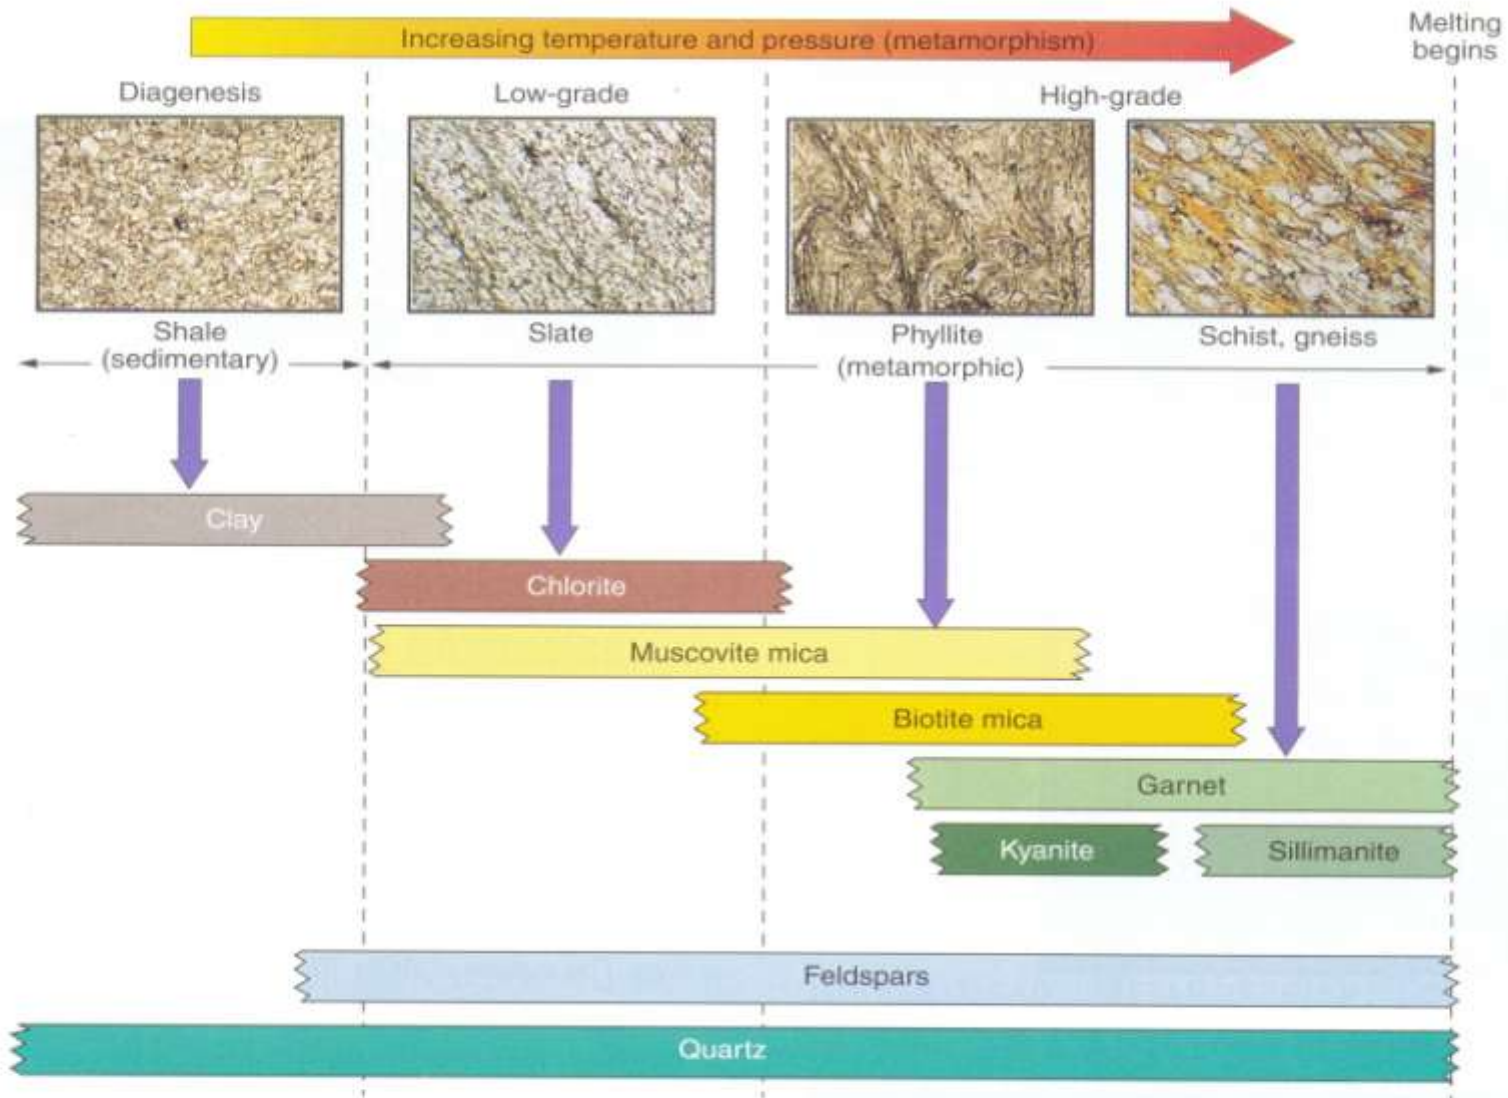 Increasing temperature and pressure (metamorphism)
Melting
begins
Diagenesis
Low-grade
High-grade
Shale
(sedimentary)
Slate
Phyllite
(metamorphic)
Schist, gneiss
Clay
Chlorite
Muscovite mica
Biotite mica
Garnet
Kyanite
Sillimanite
Feldspars
Quartz